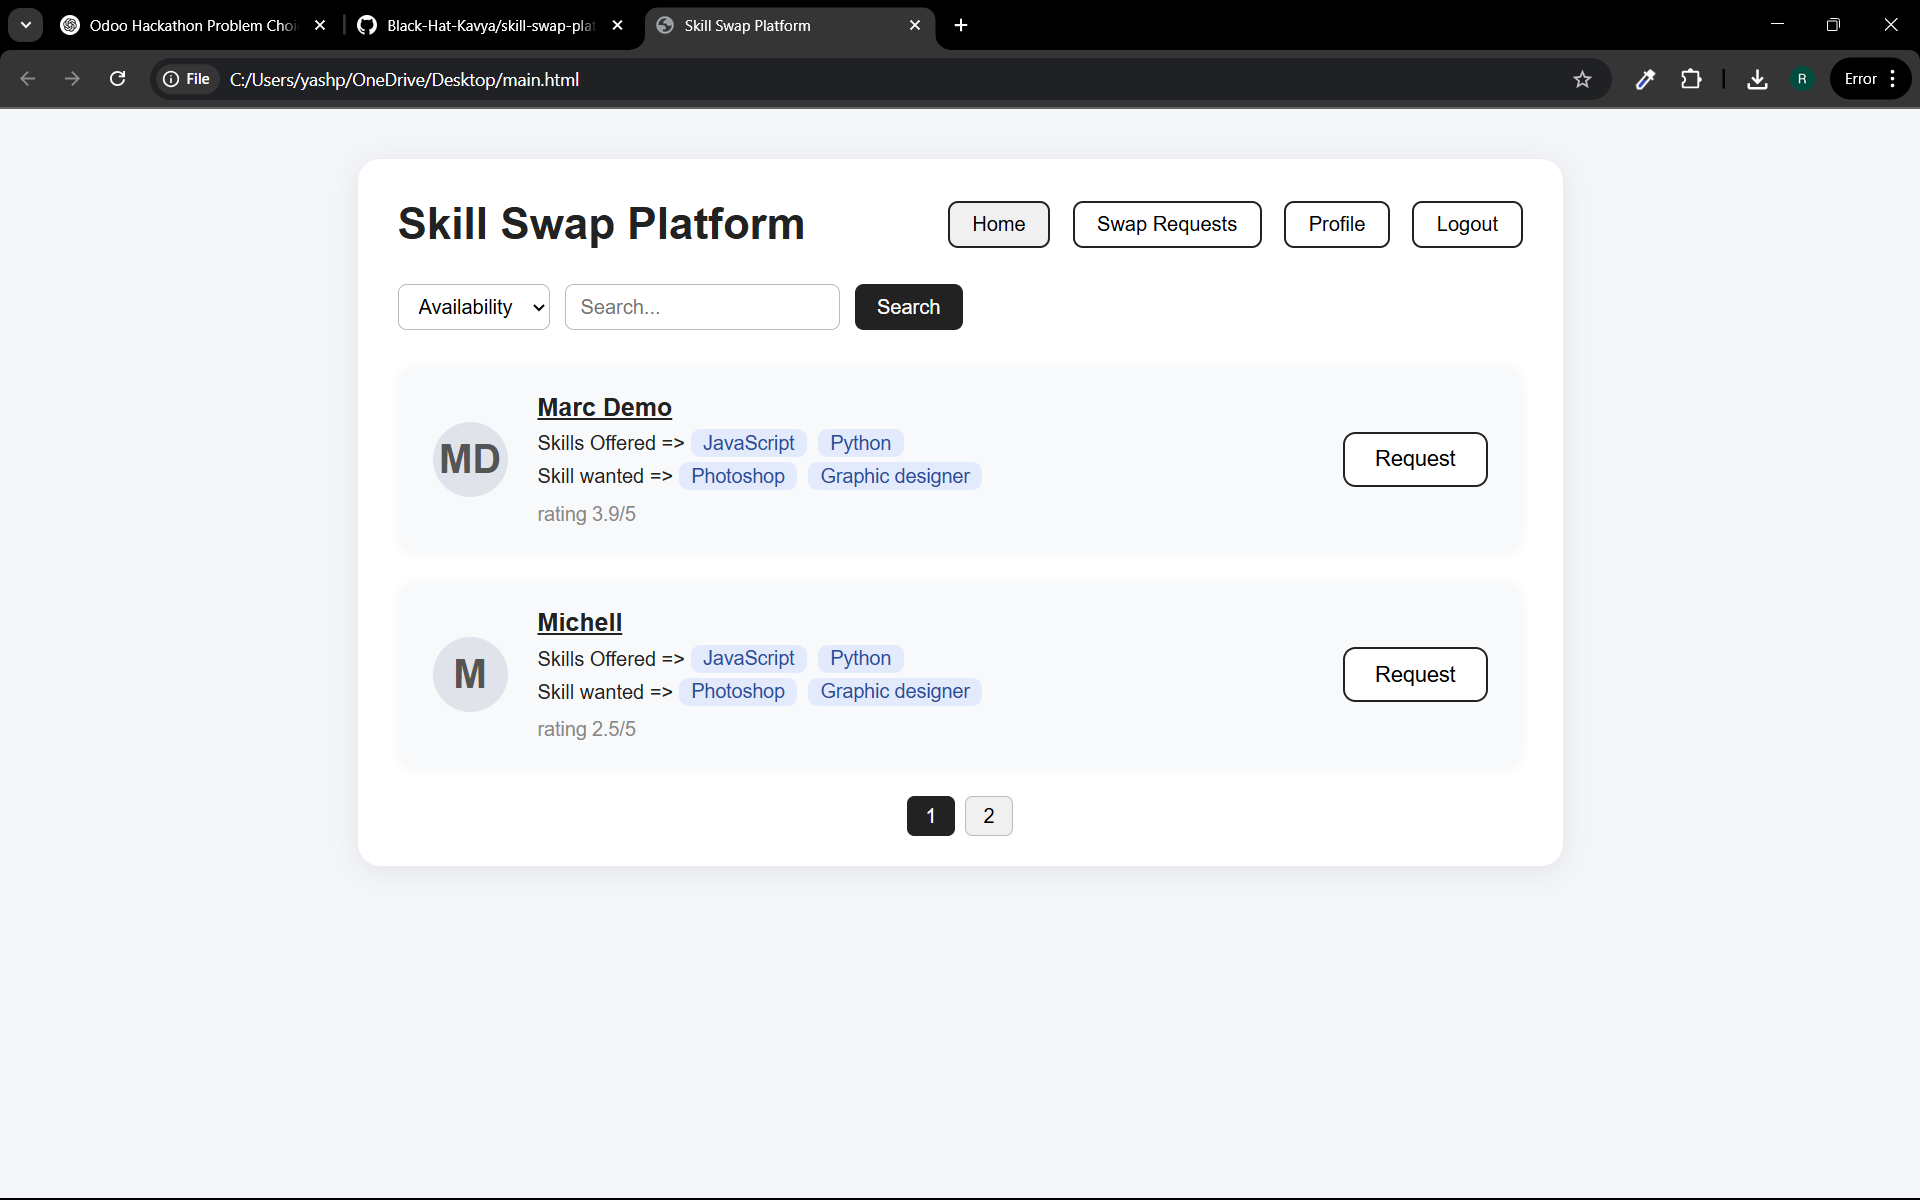 Odoo Hackathon Problem Choi
Black-Hat-Kavya/skill-swap-plat
Skill Swap Platform
File
C:/Users/yashp/OneDrive/Desktop/main.html
R
Error
Skill Swap Platform
Home
Swap Requests
Profile
Logout
Availability
Search...
Search
MD
Marc Demo
Skills Offered => JavaScript Python
Skill wanted => Photoshop Graphic designer
rating 3.9/5
Request
M
Michell
Skills Offered => JavaScript Python
Skill wanted => Photoshop Graphic designer
rating 2.5/5
Request
1 2